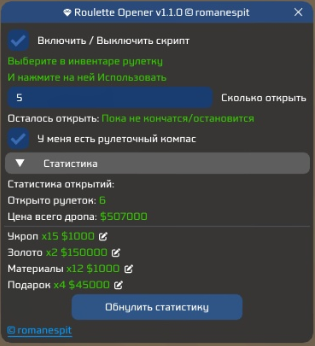 Roulette Opener v1.1.0 © romanespit
Включить / Выключить скрипт
Выберите в инвентаре рулетку
И нажмите на ней Использовать
5 Сколько открыть
Осталось открыть: Пока не кончатся/остановится
У меня есть рулеточный компас
Статистика
Статистика открытий:
Открыто рулеток: 6
Цена всего дропа: $507000
Укроп x15 $1000
Золото x2 $150000
Материалы x12 $1000
Подарок x4 $45000
Обнулить статистику
© romanespit